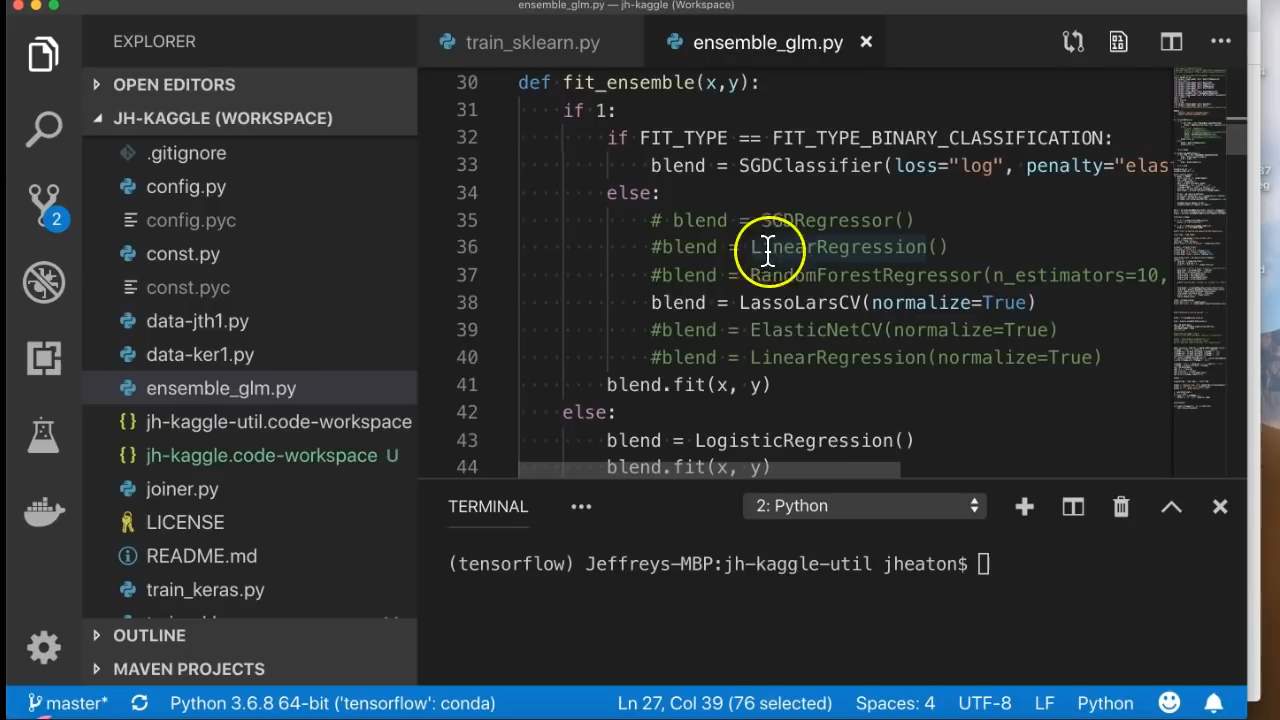 ensemble_glm.py — jh-kaggle (Workspace)
EXPLORER
train_sklearn.py
ensemble_glm.py
OPEN EDITORS
JH-KAGGLE (WORKSPACE)
.gitignore
config.py
config.pyc
const.py
const.pyc
data-jth1.py
data-ker1.py
ensemble_glm.py
jh-kaggle-util.code-workspace
jh-kaggle.code-workspace U
joiner.py
LICENSE
README.md
train_keras.py
OUTLINE
MAVEN PROJECTS
2
30 def fit_ensemble(x,y):
31 if 1:
32 if FIT_TYPE == FIT_TYPE_BINARY_CLASSIFICATION:
33 blend = SGDClassifier(loss="log", penalty="elas
34 else:
35 # blend = SGDRegressor()
36 #blend = LinearRegression
37 #blend = RandomForestRegressor(n_estimators=10,
38 blend = LassoLarsCV(normalize=True)
39 #blend = ElasticNetCV(normalize=True)
40 #blend = LinearRegression(normalize=True)
41 blend.fit(x, y)
42 else:
43 blend = LogisticRegression()
44 blend.fit(x, y)
TERMINAL
2: Python
(tensorflow) Jeffreys-MBP:jh-kaggle-util jheaton$
master* Python 3.6.8 64-bit ('tensorflow': conda) Ln 27, Col 39 (76 selected) Spaces: 4 UTF-8 LF Python